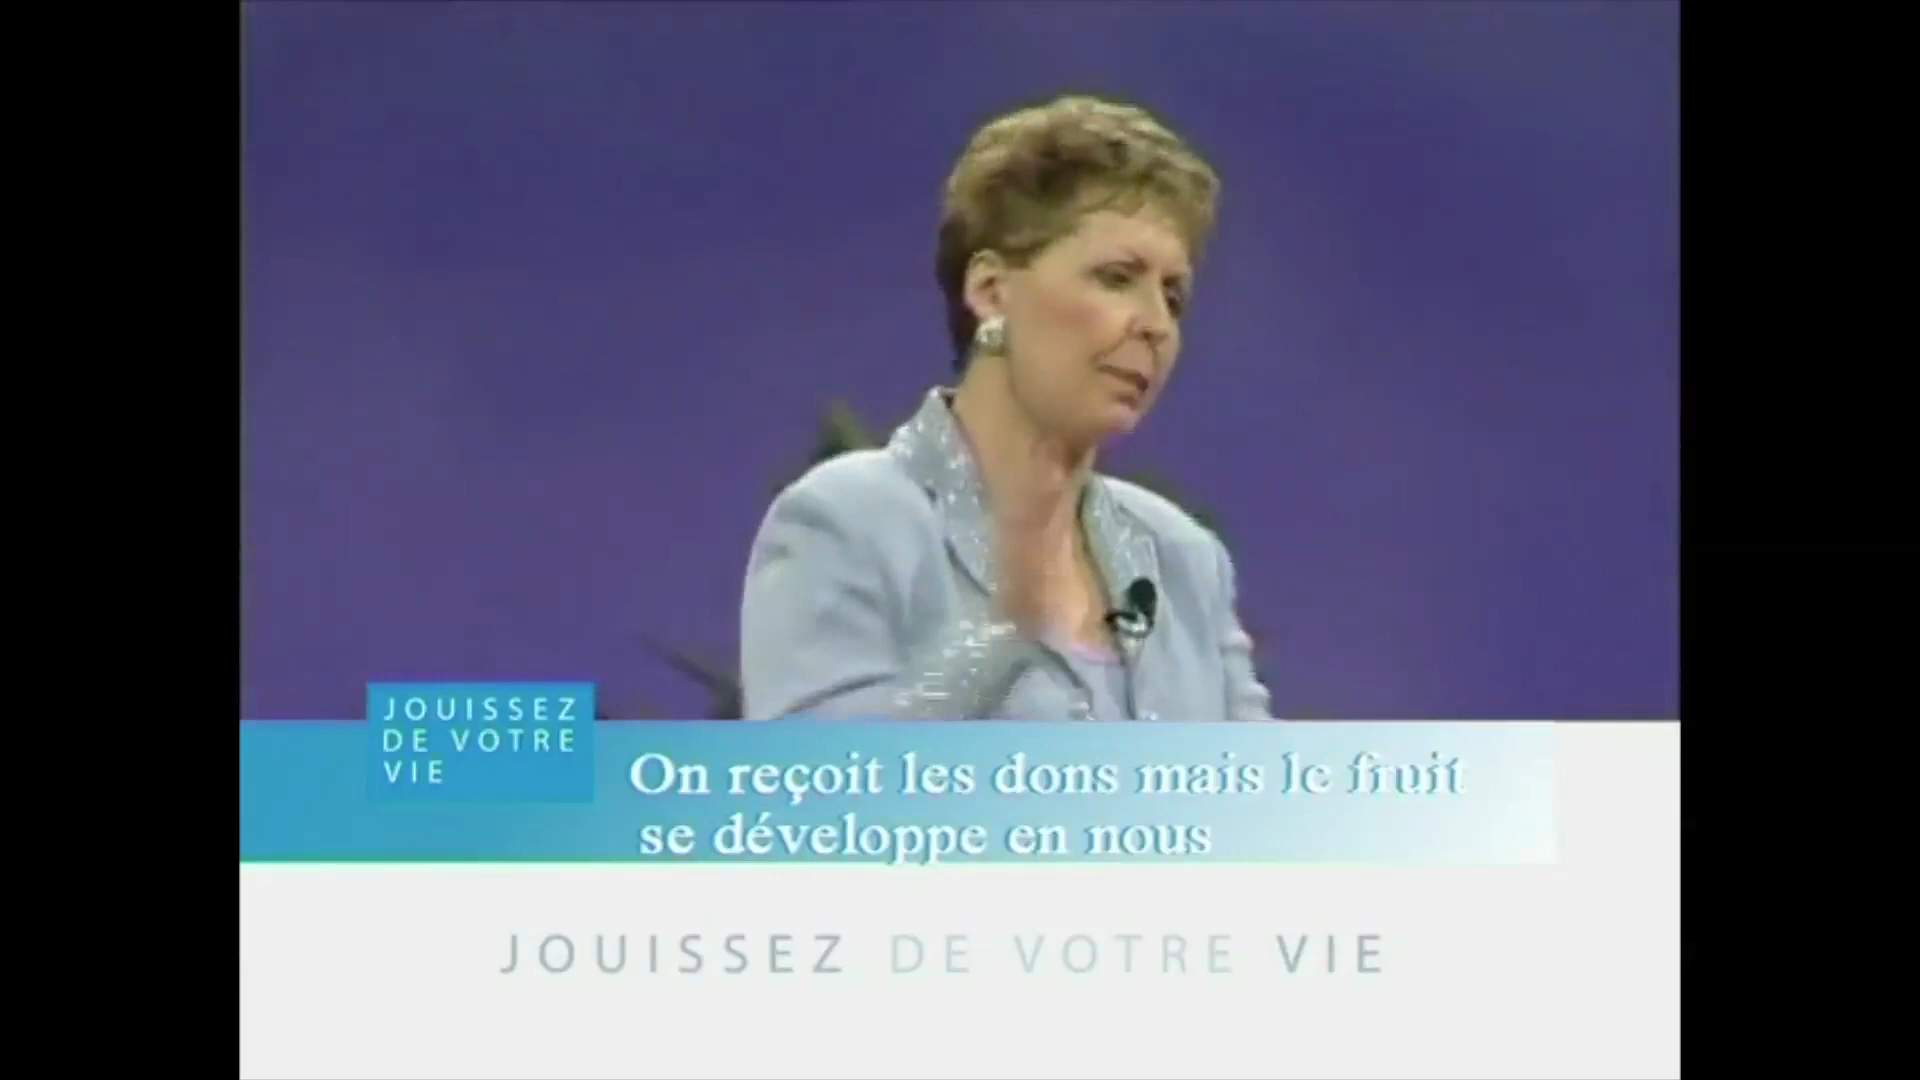 JOUISSEZ
DE VOTRE
VIE
On reçoit les dons mais le fruit
se développe en nous
JOUISSEZ DE VOTRE VIE